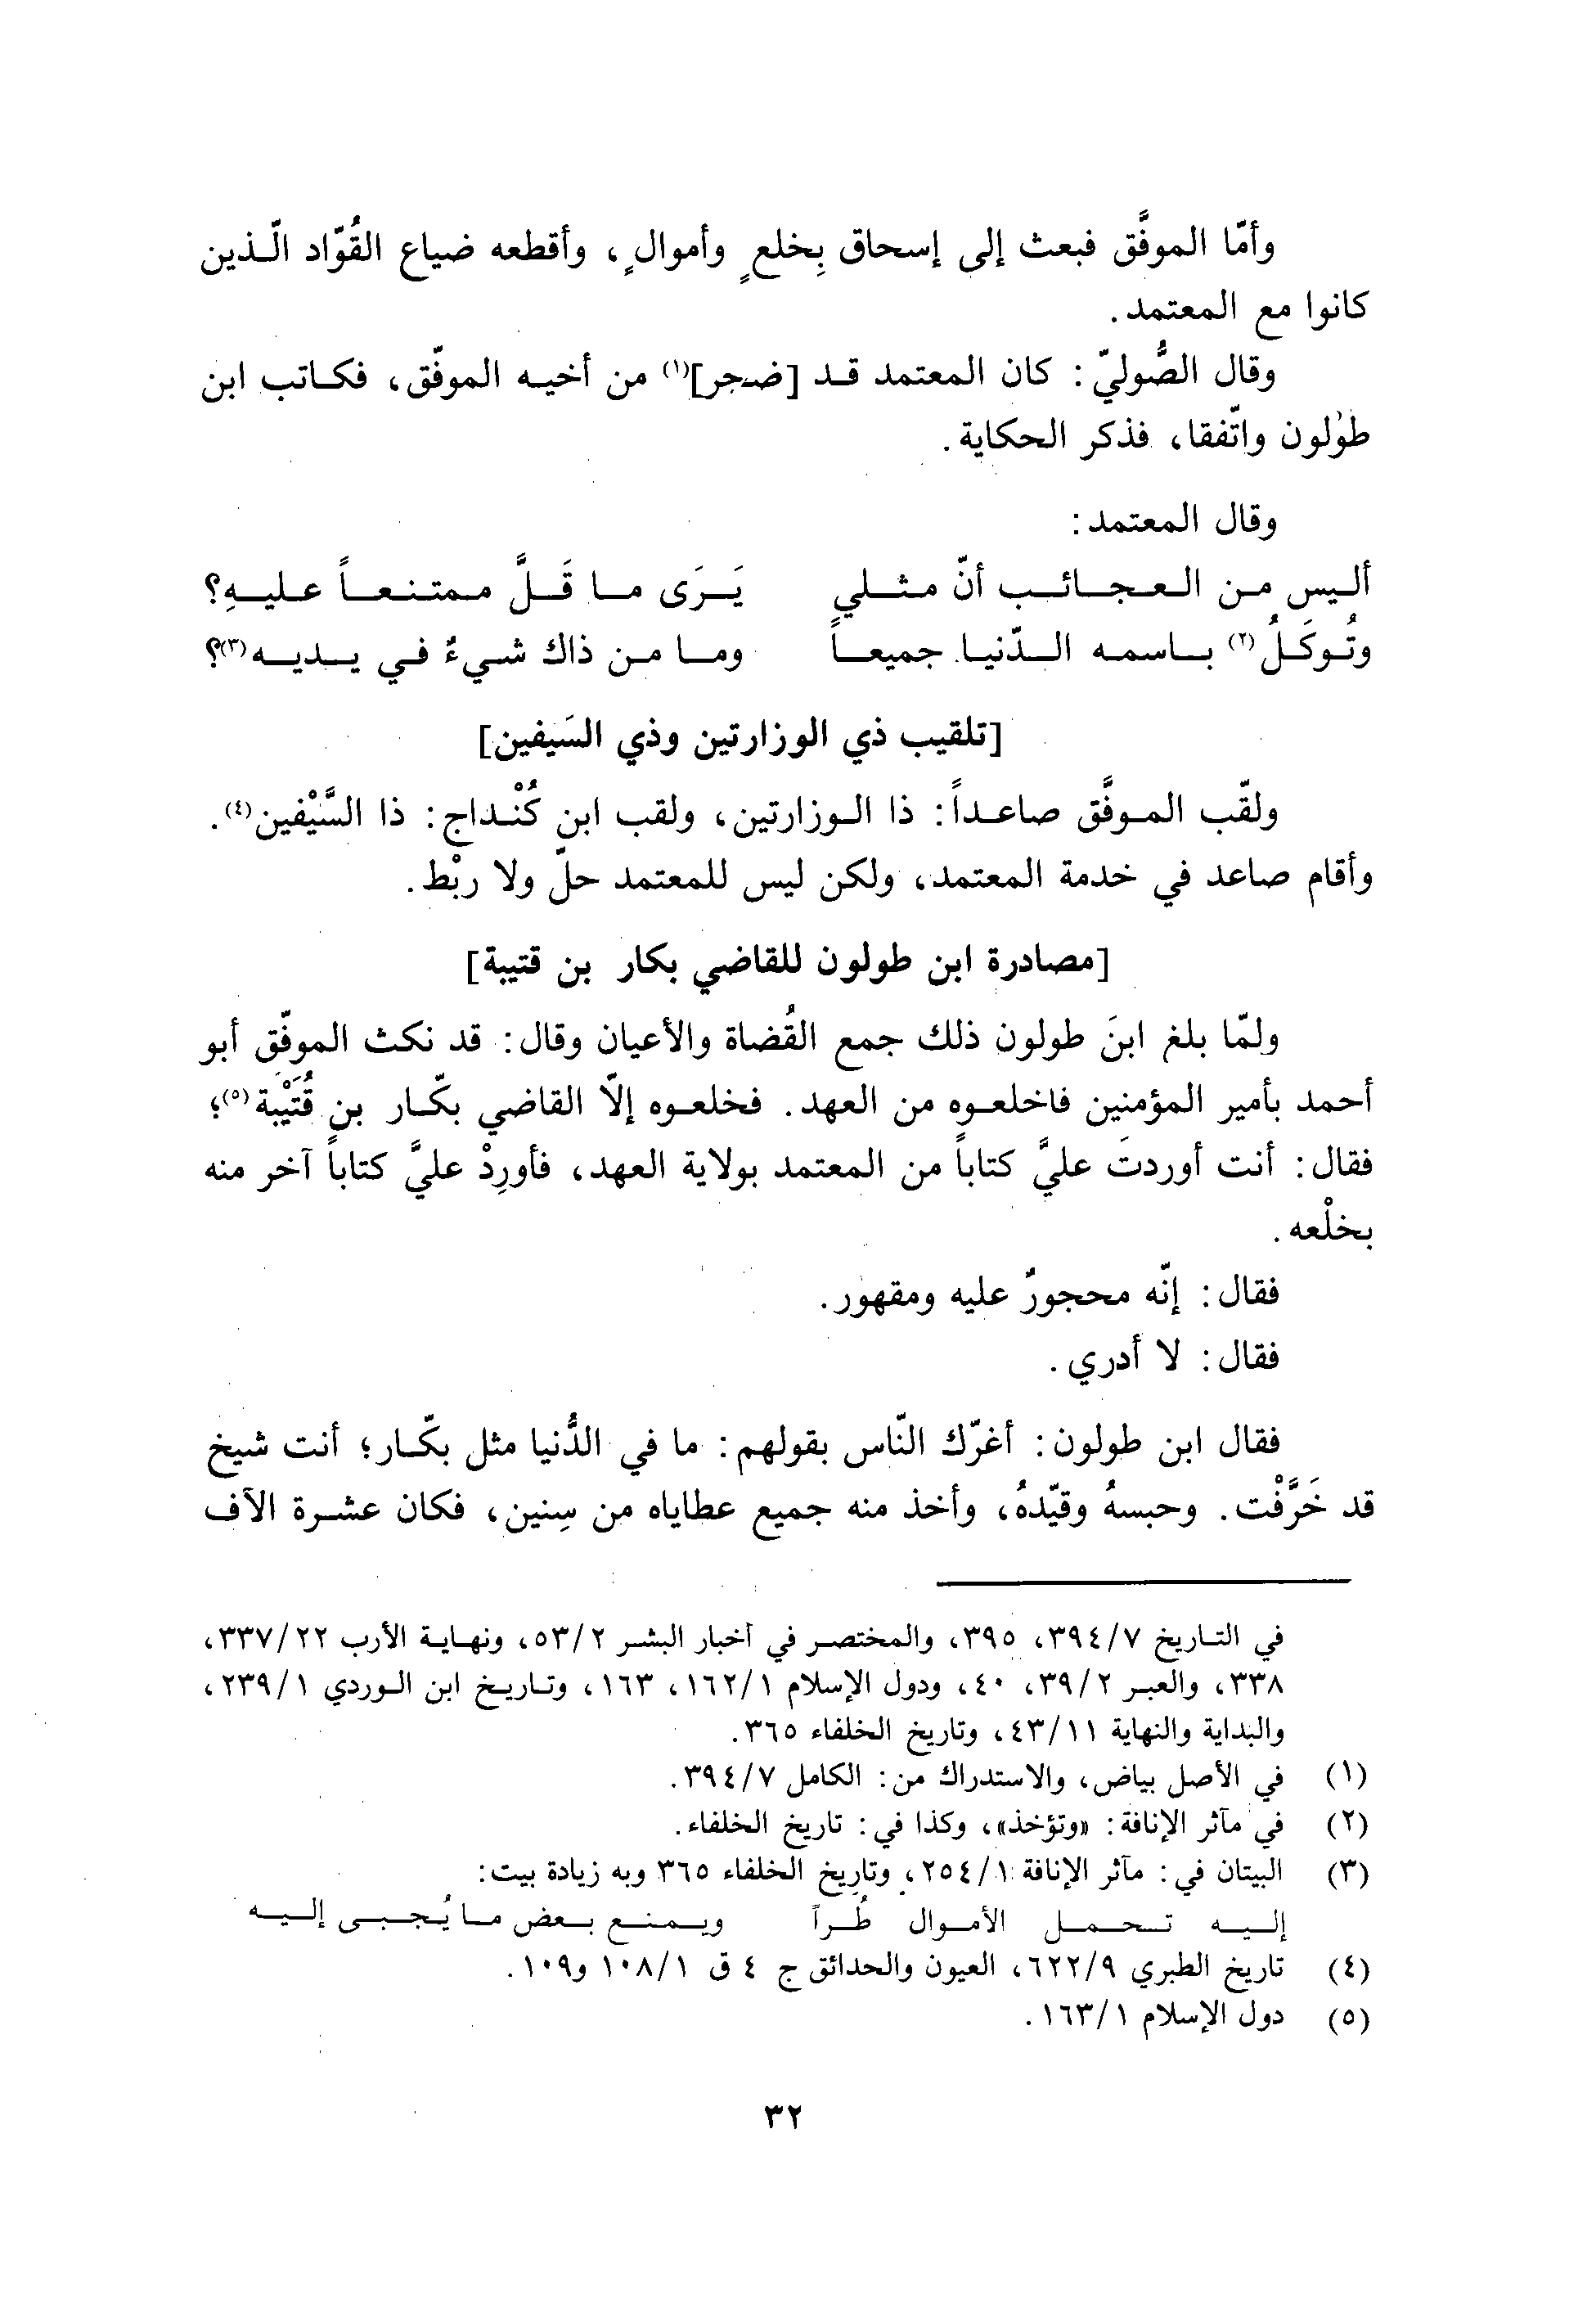 وأمّا الموفَّق فبعث إلى إسحاق بِخلعٍ وأموالٍ، وأقطعه ضياع القُوّاد الّذين
كانوا مع المعتمد.
وقال الصُّوليّ: كان المعتمد قد [ضجر]⁽١⁾ من أخيه الموفّق، فكاتب ابن
طولون واتّفقا، فذكر الحكاية.
وقال المعتمد:
أليس من العجائب أنّ مثلي يَرَى ما قَلَّ ممتنعاً عليهِ؟
وتُوكَلُ⁽٢⁾ باسمه الدّنيا جميعاً وما من ذاك شيءٌ في يديه⁽٣⁾؟
[تلقيب ذي الوزارتين وذي السَيفين]
ولقّب الموفَّق صاعداً: ذا الوزارتين، ولقب ابن كُنْداج: ذا السَّيْفين⁽٤⁾.
وأقام صاعد في خدمة المعتمد، ولكن ليس للمعتمد حلّ ولا ربْط.
[مصادرة ابن طولون للقاضي بكار بن قتيبة]
ولمّا بلغ ابنَ طولون ذلك جمع القُضاة والأعيان وقال: قد نكث الموفّق أبو
أحمد بأمير المؤمنين فاخلعوه من العهد. فخلعوه إلّا القاضي بكّار بن قُتَيْبة⁽٥⁾؛
فقال: أنت أوردتَ عليَّ كتاباً من المعتمد بولاية العهد، فأورِدْ عليَّ كتاباً آخر منه
بخلْعه.
فقال: إنّه محجورٌ عليه ومقهور.
فقال: لا أدري.
فقال ابن طولون: أغرّك النّاس بقولهم: ما في الدُّنيا مثل بكّار؛ أنت شيخ
قد خَرَّفْت. وحبسهُ وقيّدهُ، وأخذ منه جميع عطاياه من سِنين، فكان عشرة الآف
في التاريخ ٣٩٤/٧، ٣٩٥، والمختصر في أخبار البشر ٥٣/٢، ونهاية الأرب ٣٣٧/٢٢،
٣٣٨، والعبر ٣٩/٢، ٤٠، ودول الإسلام ١٦٢/١، ١٦٣، وتاريخ ابن الوردي ٢٣٩/١،
والبداية والنهاية ٤٣/١١، وتاريخ الخلفاء ٣٦٥.
(١) في الأصل بياض، والاستدراك من: الكامل ٣٩٤/٧.
(٢) في مآثر الإنافة: «وتؤخذ»، وكذا في: تاريخ الخلفاء.
(٣) البيتان في: مآثر الإنافة ٢٥٤/١، وتاريخ الخلفاء ٣٦٥ وبه زيادة بيت:
إليه تحمل الأموال طُراً ويمنع بعض ما يُجبى إليه
(٤) تاريخ الطبري ٦٢٢/٩، العيون والحدائق ج ٤ ق ١٠٨/١ و١٠٩.
(٥) دول الإسلام ١٦٣/١.
٣٢